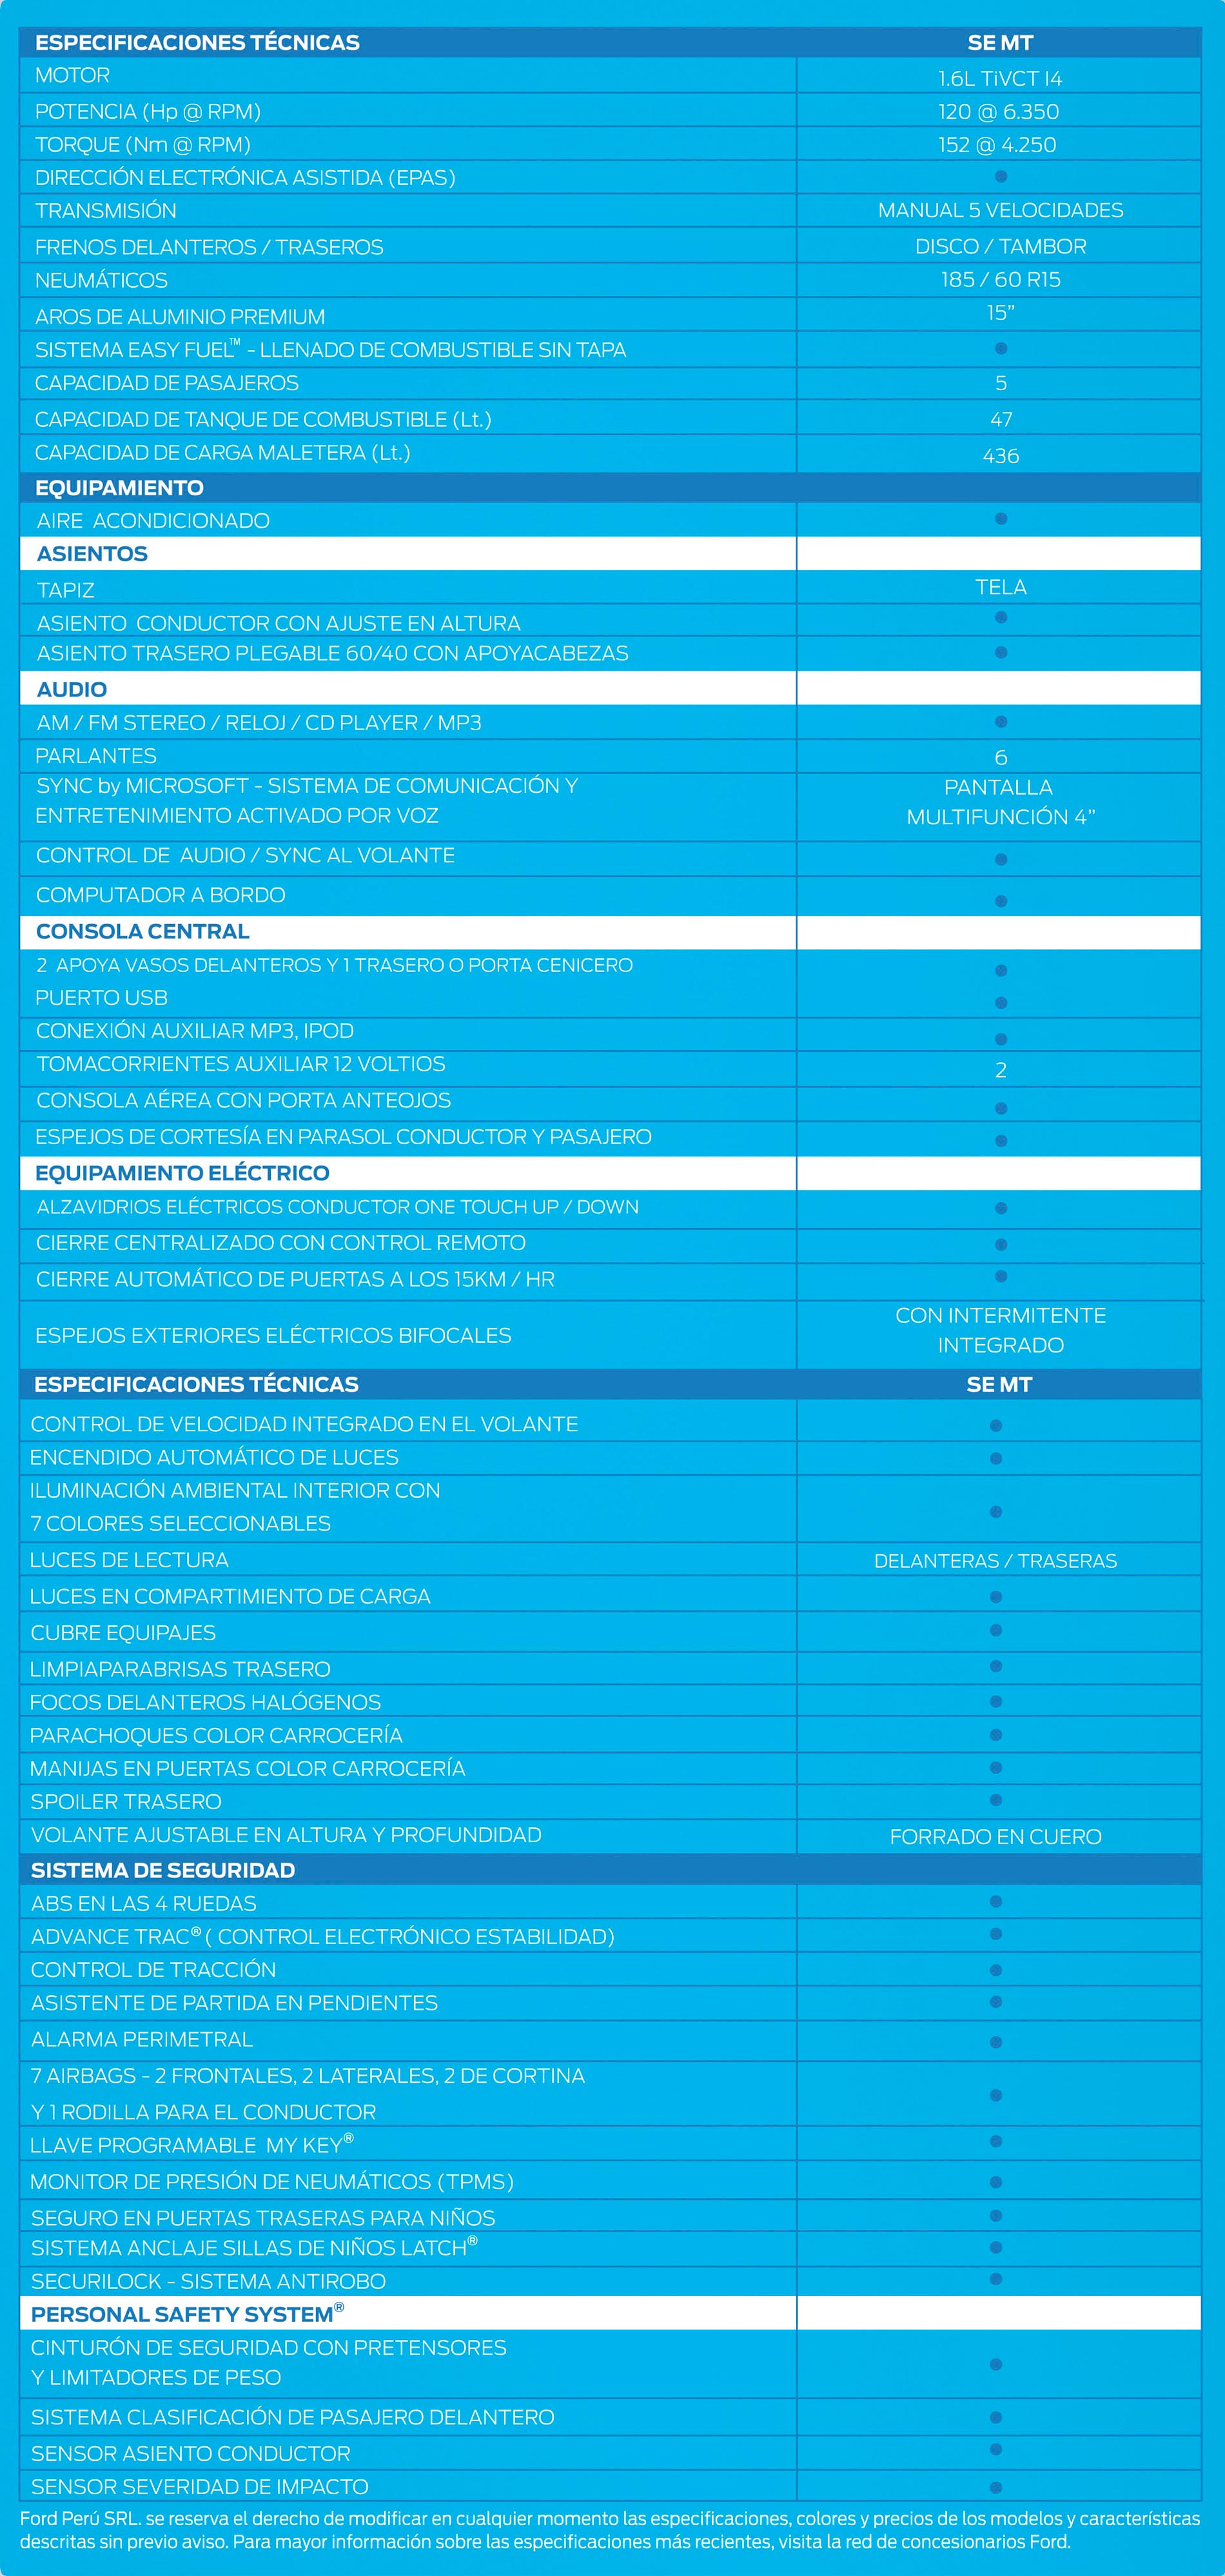 ESPECIFICACIONES TÉCNICAS SE MT
MOTOR 1.6L TiVCT I4
POTENCIA (Hp @ RPM) 120 @ 6.350
TORQUE (Nm @ RPM) 152 @ 4.250
DIRECCIÓN ELECTRÓNICA ASISTIDA (EPAS) ●
TRANSMISIÓN MANUAL 5 VELOCIDADES
FRENOS DELANTEROS / TRASEROS DISCO / TAMBOR
NEUMÁTICOS 185 / 60 R15
AROS DE ALUMINIO PREMIUM 15”
SISTEMA EASY FUEL™ - LLENADO DE COMBUSTIBLE SIN TAPA ●
CAPACIDAD DE PASAJEROS 5
CAPACIDAD DE TANQUE DE COMBUSTIBLE (Lt.) 47
CAPACIDAD DE CARGA MALETERA (Lt.) 436
EQUIPAMIENTO
AIRE ACONDICIONADO ●
ASIENTOS
TAPIZ TELA
ASIENTO CONDUCTOR CON AJUSTE EN ALTURA ●
ASIENTO TRASERO PLEGABLE 60/40 CON APOYACABEZAS ●
AUDIO
AM / FM STEREO / RELOJ / CD PLAYER / MP3 ●
PARLANTES 6
SYNC by MICROSOFT - SISTEMA DE COMUNICACIÓN Y PANTALLA
ENTRETENIMIENTO ACTIVADO POR VOZ MULTIFUNCIÓN 4”
CONTROL DE AUDIO / SYNC AL VOLANTE ●
COMPUTADOR A BORDO ●
CONSOLA CENTRAL
2 APOYA VASOS DELANTEROS Y 1 TRASERO O PORTA CENICERO ●
PUERTO USB ●
CONEXIÓN AUXILIAR MP3, IPOD ●
TOMACORRIENTES AUXILIAR 12 VOLTIOS 2
CONSOLA AÉREA CON PORTA ANTEOJOS ●
ESPEJOS DE CORTESÍA EN PARASOL CONDUCTOR Y PASAJERO ●
EQUIPAMIENTO ELÉCTRICO
ALZAVIDRIOS ELÉCTRICOS CONDUCTOR ONE TOUCH UP / DOWN ●
CIERRE CENTRALIZADO CON CONTROL REMOTO ●
CIERRE AUTOMÁTICO DE PUERTAS A LOS 15KM / HR ●
ESPEJOS EXTERIORES ELÉCTRICOS BIFOCALES CON INTERMITENTE
INTEGRADO
ESPECIFICACIONES TÉCNICAS SE MT
CONTROL DE VELOCIDAD INTEGRADO EN EL VOLANTE ●
ENCENDIDO AUTOMÁTICO DE LUCES ●
ILUMINACIÓN AMBIENTAL INTERIOR CON
7 COLORES SELECCIONABLES ●
LUCES DE LECTURA DELANTERAS / TRASERAS
LUCES EN COMPARTIMIENTO DE CARGA ●
CUBRE EQUIPAJES ●
LIMPIAPARABRISAS TRASERO ●
FOCOS DELANTEROS HALÓGENOS ●
PARACHOQUES COLOR CARROCERÍA ●
MANIJAS EN PUERTAS COLOR CARROCERÍA ●
SPOILER TRASERO ●
VOLANTE AJUSTABLE EN ALTURA Y PROFUNDIDAD FORRADO EN CUERO
SISTEMA DE SEGURIDAD
ABS EN LAS 4 RUEDAS ●
ADVANCE TRAC® ( CONTROL ELECTRÓNICO ESTABILIDAD) ●
CONTROL DE TRACCIÓN ●
ASISTENTE DE PARTIDA EN PENDIENTES ●
ALARMA PERIMETRAL ●
7 AIRBAGS - 2 FRONTALES, 2 LATERALES, 2 DE CORTINA
Y 1 RODILLA PARA EL CONDUCTOR ●
LLAVE PROGRAMABLE MY KEY® ●
MONITOR DE PRESIÓN DE NEUMÁTICOS (TPMS) ●
SEGURO EN PUERTAS TRASERAS PARA NIÑOS ●
SISTEMA ANCLAJE SILLAS DE NIÑOS LATCH® ●
SECURILOCK - SISTEMA ANTIROBO ●
PERSONAL SAFETY SYSTEM®
CINTURÓN DE SEGURIDAD CON PRETENSORES
Y LIMITADORES DE PESO ●
SISTEMA CLASIFICACIÓN DE PASAJERO DELANTERO ●
SENSOR ASIENTO CONDUCTOR ●
SENSOR SEVERIDAD DE IMPACTO ●
Ford Perú SRL. se reserva el derecho de modificar en cualquier momento las especificaciones, colores y precios de los modelos y características
descritas sin previo aviso. Para mayor información sobre las especificaciones más recientes, visita la red de concesionarios Ford.